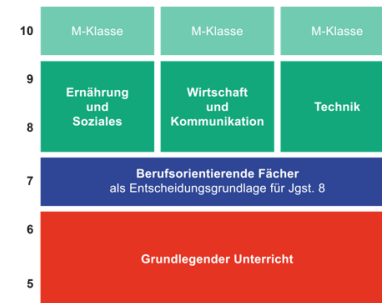 10
M-Klasse
M-Klasse
M-Klasse
9
8
Ernährung
und
Soziales
Wirtschaft
und
Kommunikation
Technik
7
Berufsorientierende Fächer
als Entscheidungsgrundlage für Jgst. 8
6
Grundlegender Unterricht
5